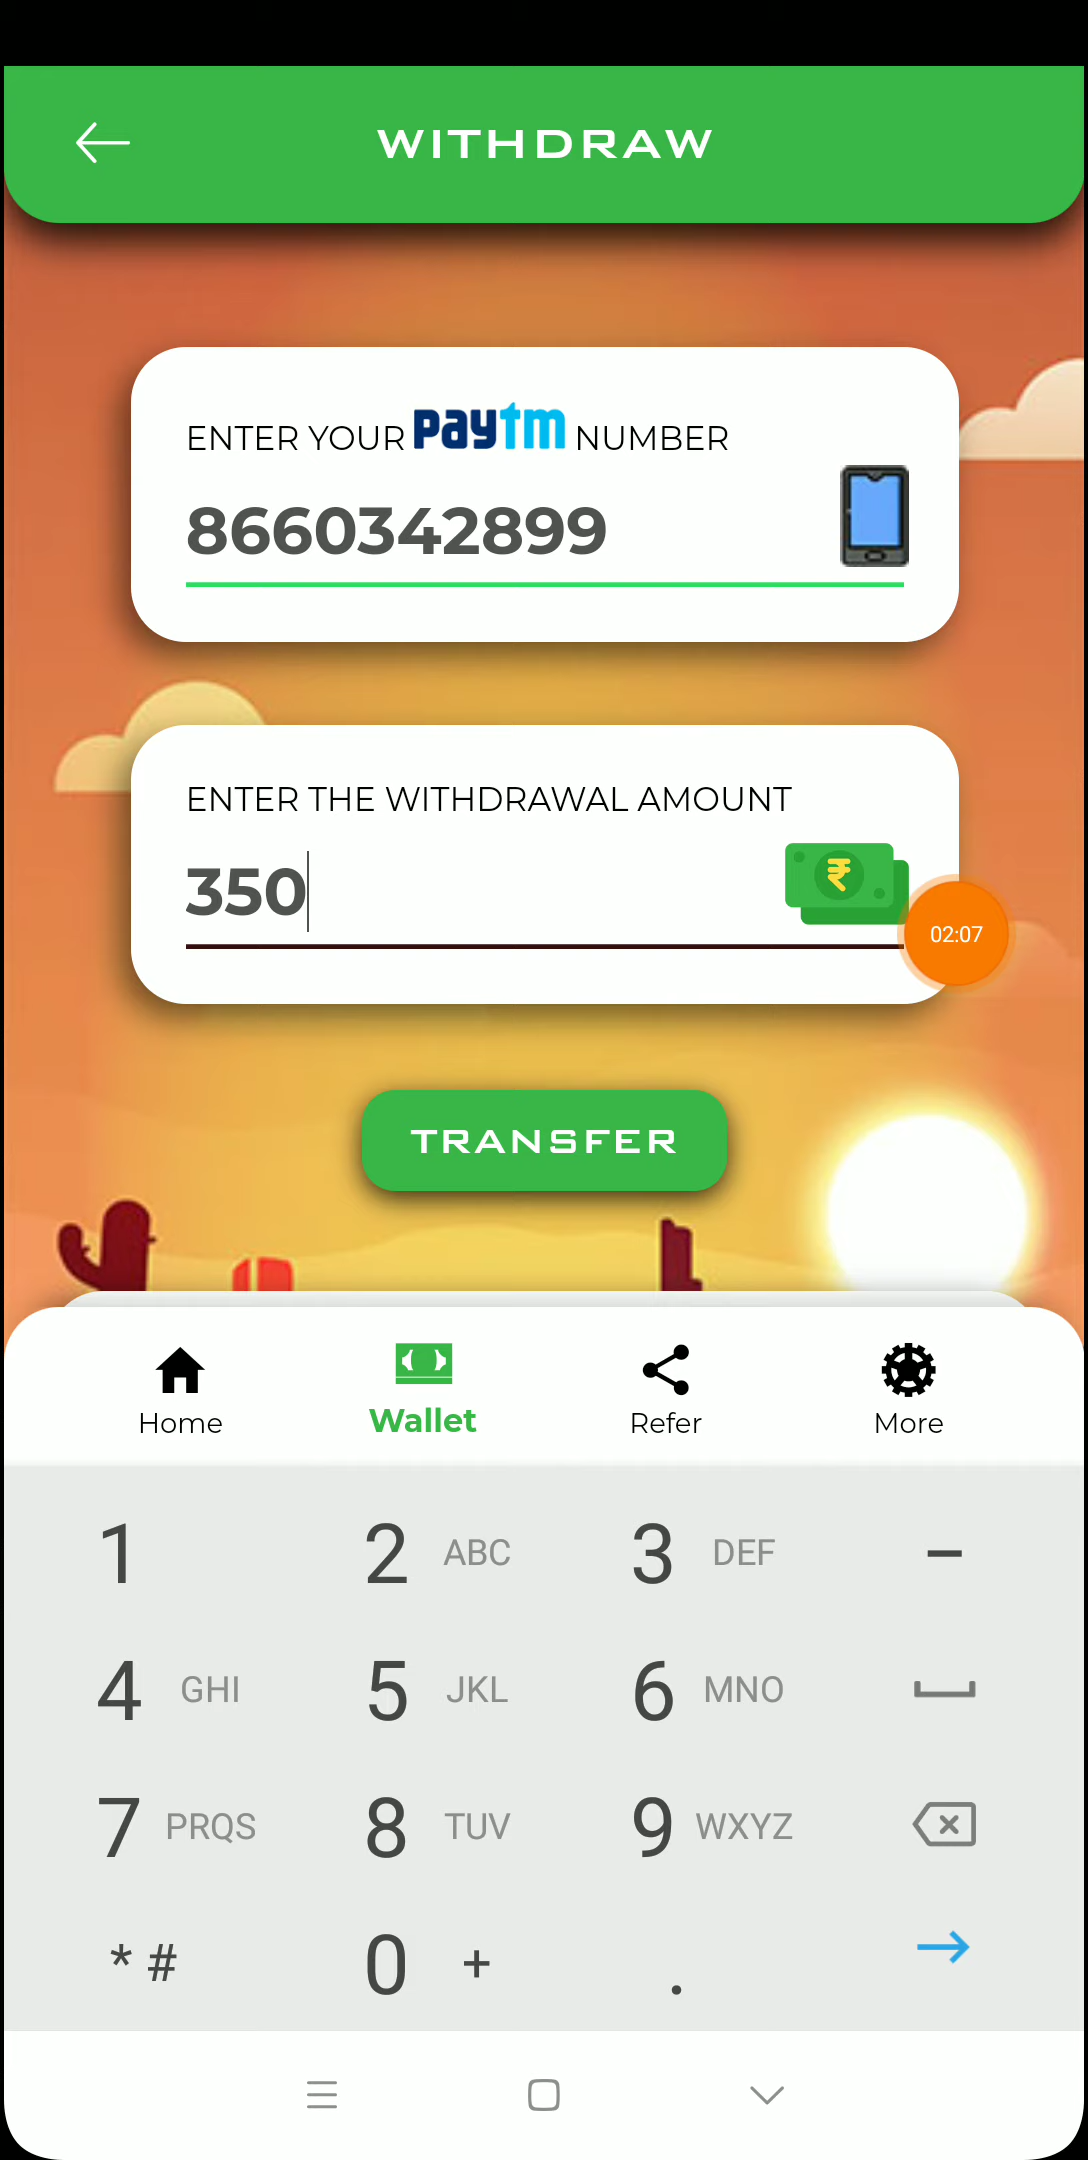 WITHDRAW
ENTER YOUR paytm NUMBER
8660342899
ENTER THE WITHDRAWAL AMOUNT
350
₹
02:07
TRANSFER
Home Wallet Refer More
1 2 ABC 3 DEF –
4 GHI 5 JKL 6 MNO
7 PRQS 8 TUV 9 WXYZ
* # 0 + .